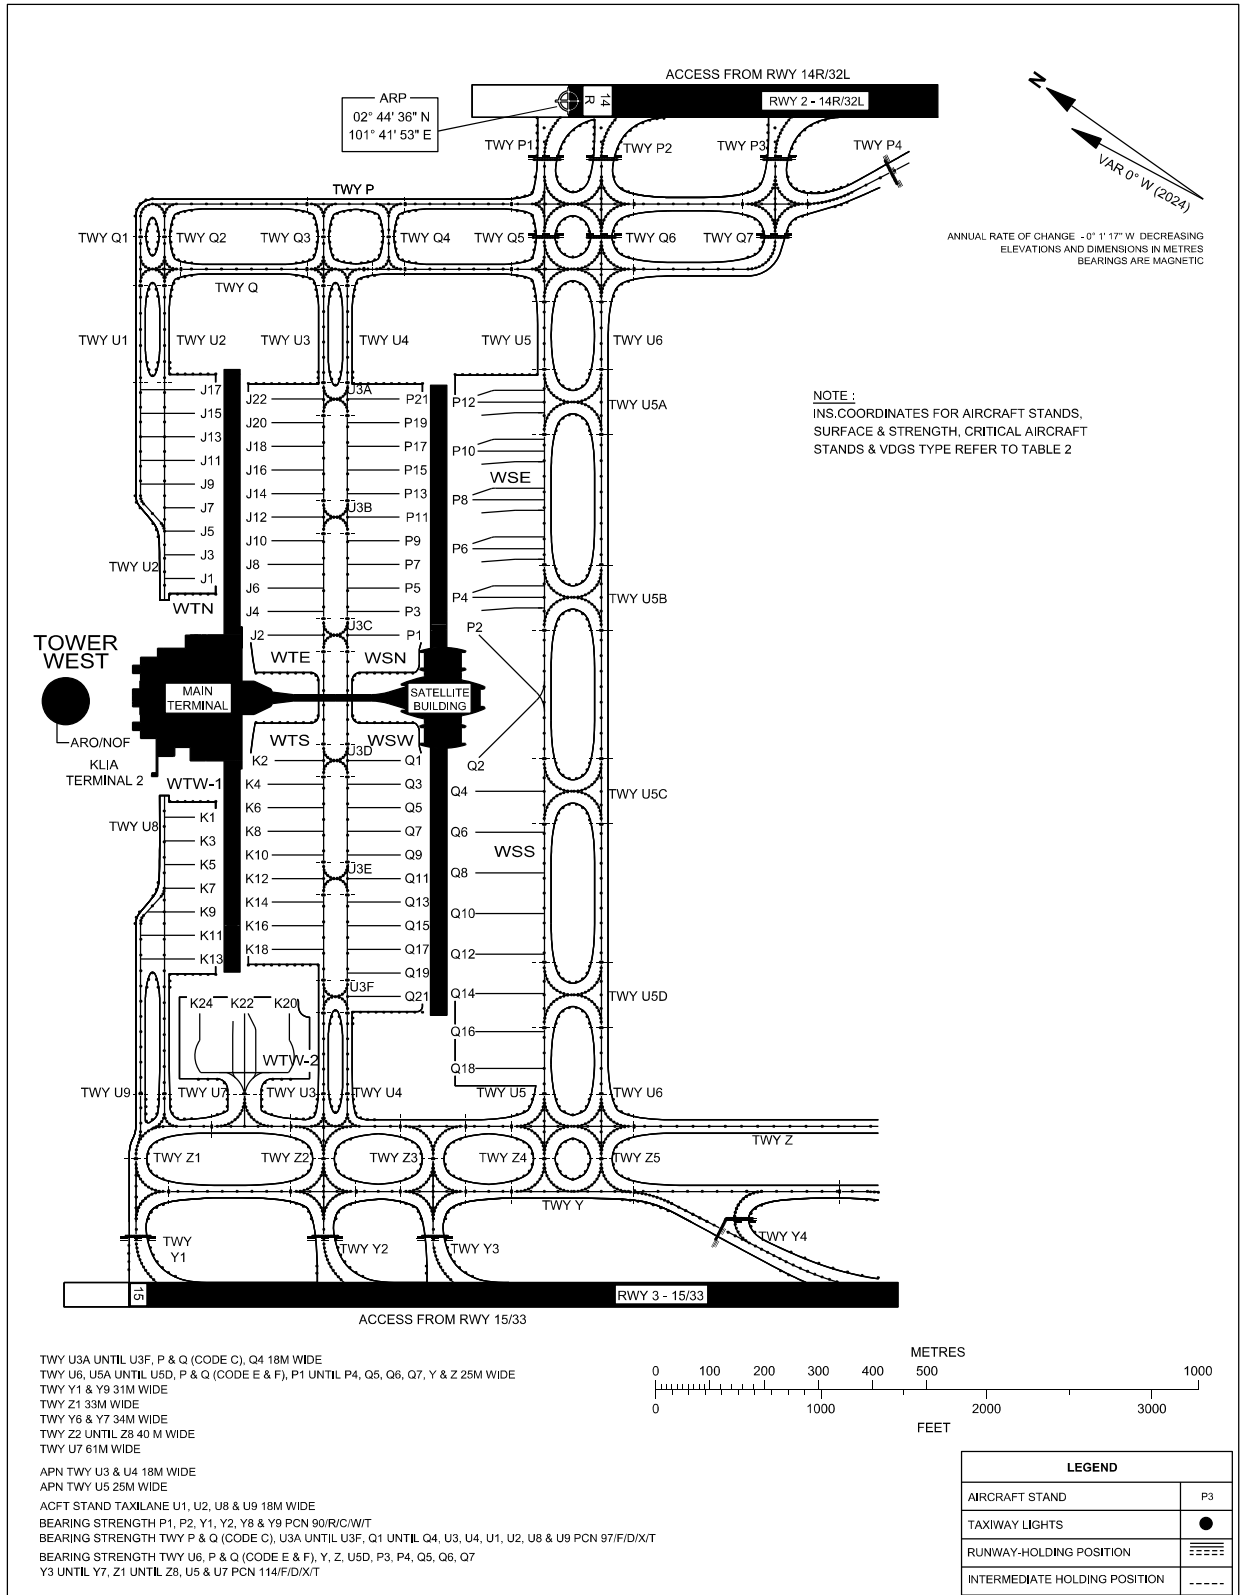 ACCESS FROM RWY 14R/32L
ARP
02° 44' 36" N
101° 41' 53" E
14
R
RWY 2 - 14R/32L
N
VAR 0° W (2024)
TWY P1
TWY P2
TWY P3
TWY P4
TWY P
TWY Q1
TWY Q2
TWY Q3
TWY Q4
TWY Q5
TWY Q6
TWY Q7
ANNUAL RATE OF CHANGE - 0° 1' 17" W DECREASING
ELEVATIONS AND DIMENSIONS IN METRES
BEARINGS ARE MAGNETIC
TWY Q
TWY U1
TWY U2
TWY U3
TWY U4
TWY U5
TWY U6
NOTE :
INS.COORDINATES FOR AIRCRAFT STANDS,
SURFACE & STRENGTH, CRITICAL AIRCRAFT
STANDS & VDGS TYPE REFER TO TABLE 2
J17
J15
J13
J11
J9
J7
J5
J3
J1
TWY U2
WTN
J22
J20
J18
J16
J14
J12
J10
J8
J6
J4
J2
U3A
U3B
U3C
P21
P19
P17
P15
P13
P11
P9
P7
P5
P3
P1
P12
P10
WSE
P8
P6
P4
P2
TWY U5A
TWY U5B
TOWER
WEST
WTE
WSN
MAIN
TERMINAL
SATELLITE
BUILDING
ARO/NOF
KLIA
TERMINAL 2
WTS
WSW
WTW-1
TWY U8
K1
K3
K5
K7
K9
K11
K13
K2
K4
K6
K8
K10
K12
K14
K16
K18
U3D
U3E
U3F
Q1
Q3
Q5
Q7
Q9
Q11
Q13
Q15
Q17
Q19
Q21
Q2
Q4
Q6
WSS
Q8
Q10
Q12
Q14
Q16
Q18
TWY U5C
TWY U5D
K24
K22
K20
WTW-2
TWY U9
TWY U7
TWY U3
TWY U4
TWY U5
TWY U6
TWY Z
TWY Z1
TWY Z2
TWY Z3
TWY Z4
TWY Z5
TWY Y
TWY
Y1
TWY Y2
TWY Y3
TWY Y4
15
RWY 3 - 15/33
ACCESS FROM RWY 15/33
TWY U3A UNTIL U3F, P & Q (CODE C), Q4 18M WIDE
TWY U6, U5A UNTIL U5D, P & Q (CODE E & F), P1 UNTIL P4, Q5, Q6, Q7, Y & Z 25M WIDE
TWY Y1 & Y9 31M WIDE
TWY Z1 33M WIDE
TWY Y6 & Y7 34M WIDE
TWY Z2 UNTIL Z8 40 M WIDE
TWY U7 61M WIDE
APN TWY U3 & U4 18M WIDE
APN TWY U5 25M WIDE
ACFT STAND TAXILANE U1, U2, U8 & U9 18M WIDE
BEARING STRENGTH P1, P2, Y1, Y2, Y8 & Y9 PCN 90/R/C/W/T
BEARING STRENGTH TWY P & Q (CODE C), U3A UNTIL U3F, Q1 UNTIL Q4, U3, U4, U1, U2, U8 & U9 PCN 97/F/D/X/T
BEARING STRENGTH TWY U6, P & Q (CODE E & F), Y, Z, U5D, P3, P4, Q5, Q6, Q7
Y3 UNTIL Y7, Z1 UNTIL Z8, U5 & U7 PCN 114/F/D/X/T
METRES
0 100 200 300 400 500 1000
0 1000 2000 3000
FEET
LEGEND
AIRCRAFT STAND P3
TAXIWAY LIGHTS
RUNWAY-HOLDING POSITION
INTERMEDIATE HOLDING POSITION